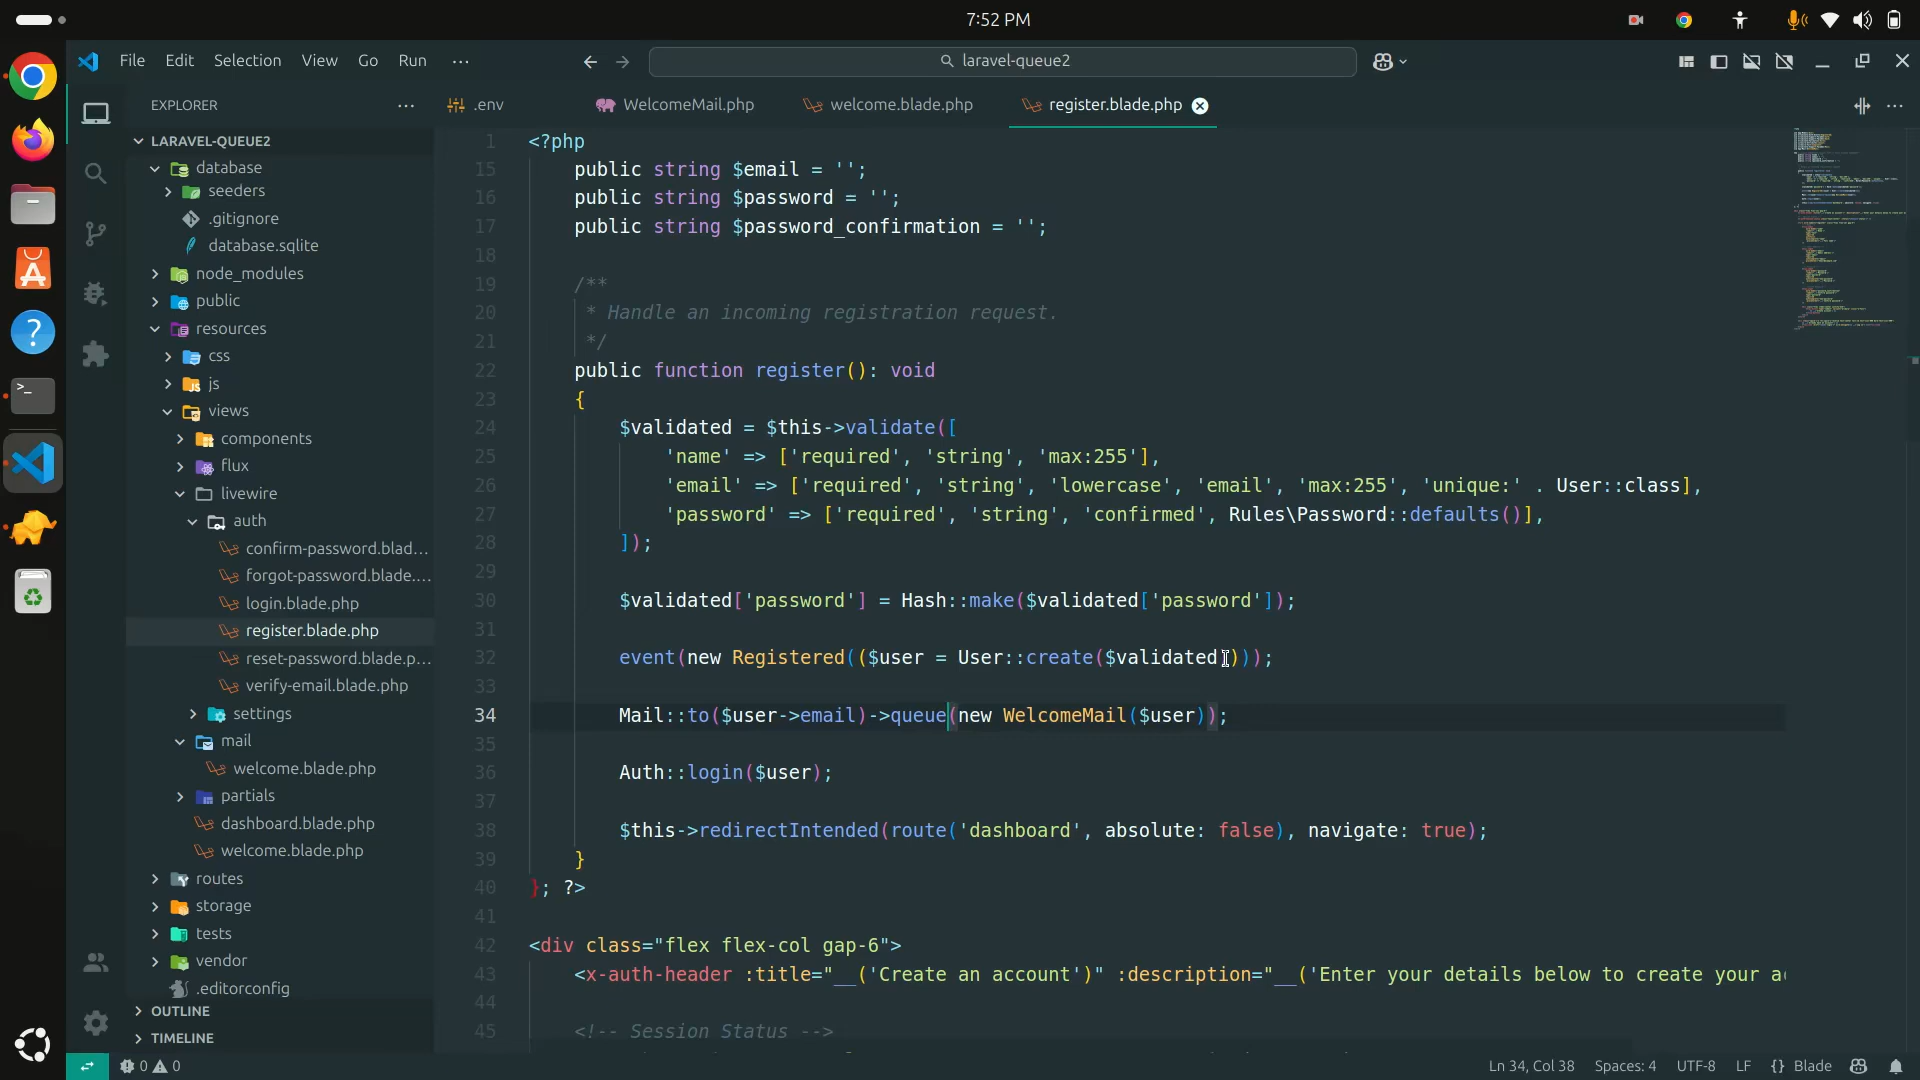 7:52 PM
File Edit Selection View Go Run ···
laravel-queue2
EXPLORER ···
.env WelcomeMail.php welcome.blade.php register.blade.php
LARAVEL-QUEUE2
database
seeders
.gitignore
database.sqlite
node_modules
public
resources
css
js
views
components
flux
livewire
auth
confirm-password.blad...
forgot-password.blade....
login.blade.php
register.blade.php
reset-password.blade.p...
verify-email.blade.php
settings
mail
welcome.blade.php
partials
dashboard.blade.php
welcome.blade.php
routes
storage
tests
vendor
.editorconfig
OUTLINE
TIMELINE
1 <?php
15 public string $email = '';
16 public string $password = '';
17 public string $password_confirmation = '';
18
19 /**
20 * Handle an incoming registration request.
21 */
22 public function register(): void
23 {
24 $validated = $this->validate([
25 'name' => ['required', 'string', 'max:255'],
26 'email' => ['required', 'string', 'lowercase', 'email', 'max:255', 'unique:' . User::class],
27 'password' => ['required', 'string', 'confirmed', Rules\Password::defaults()],
28 ]);
29
30 $validated['password'] = Hash::make($validated['password']);
31
32 event(new Registered(($user = User::create($validated))));
33
34 Mail::to($user->email)->queue(new WelcomeMail($user));
35
36 Auth::login($user);
37
38 $this->redirectIntended(route('dashboard', absolute: false), navigate: true);
39 }
40 }; ?>
41
42 <div class="flex flex-col gap-6">
43 <x-auth-header :title="__('Create an account')" :description="__('Enter your details below to create your a
44
45 <!-- Session Status -->
0 0
Ln 34, Col 38 Spaces: 4 UTF-8 LF {} Blade